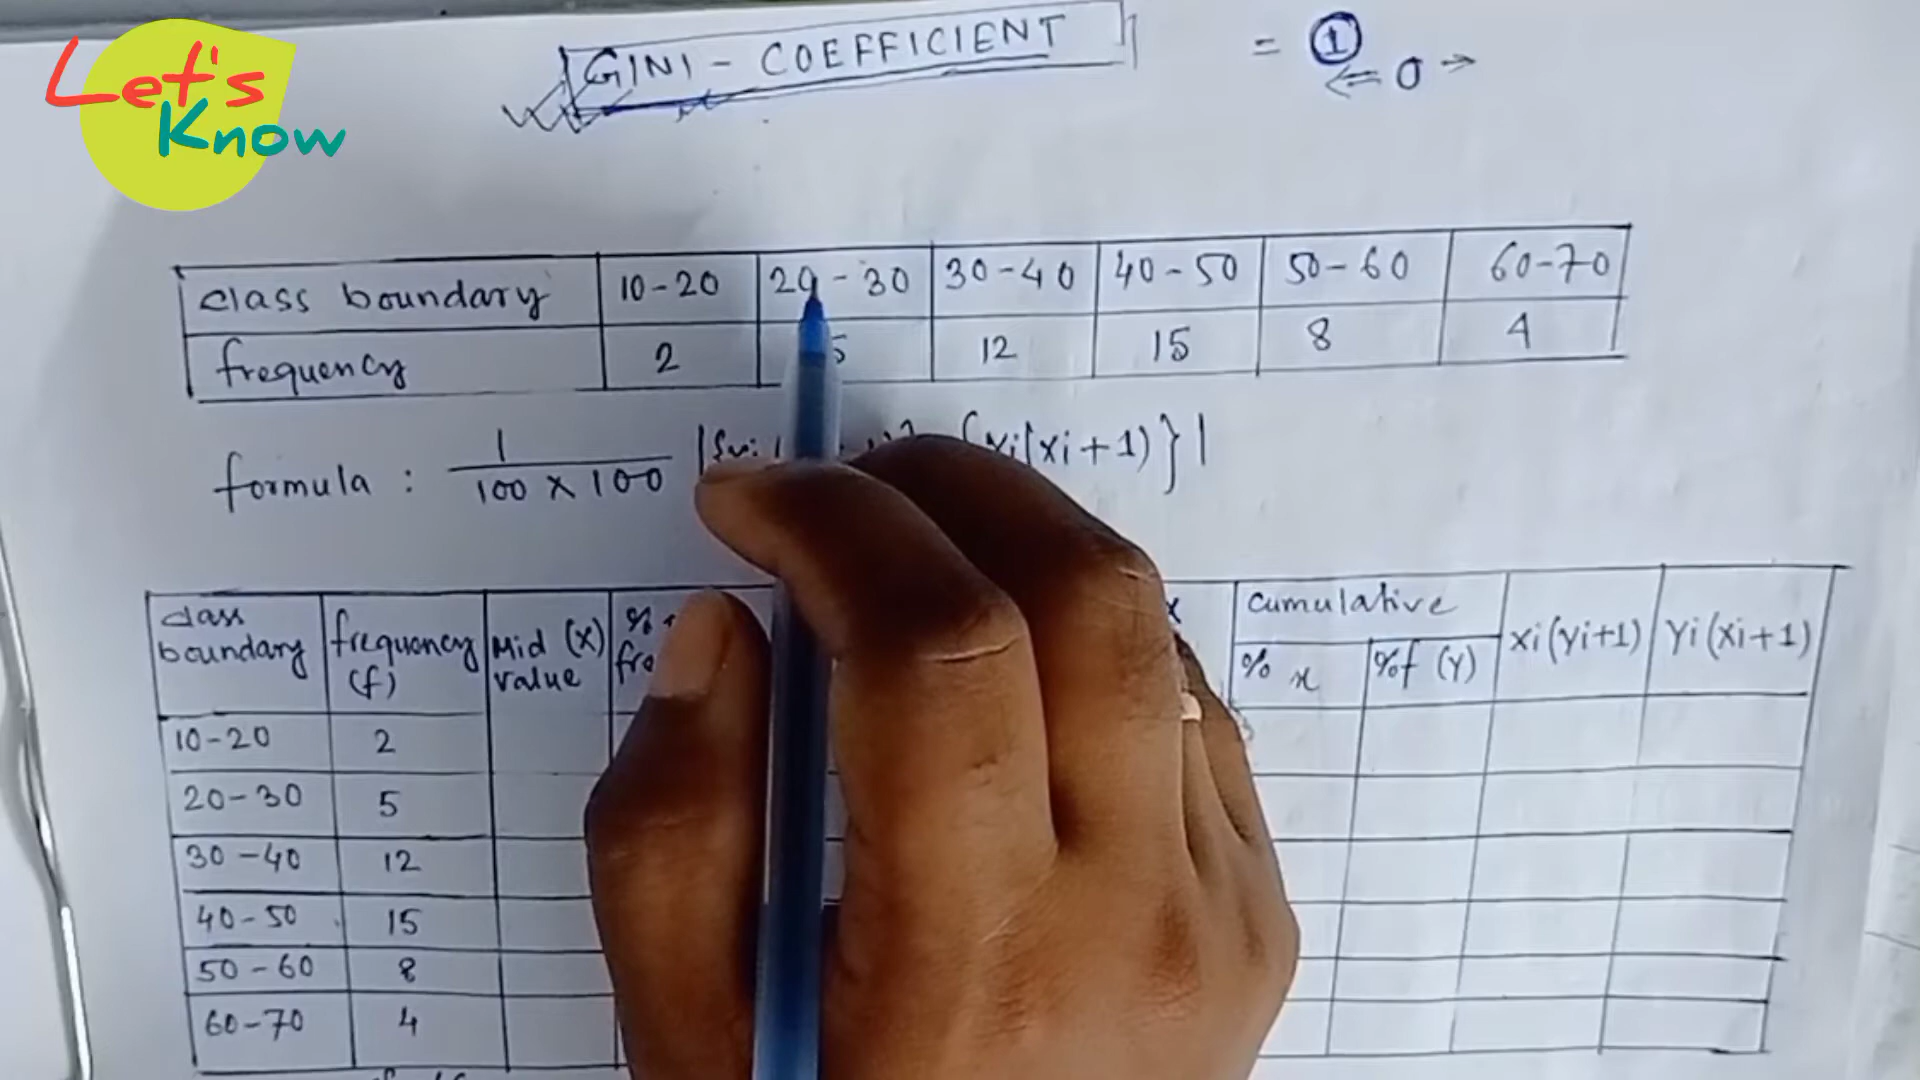 Let's
Know
GINI - COEFFICIENT
= 1
0
class boundary 10-20 20-30 30-40 40-50 50-60 60-70
frequency 2 5 12 15 8 4
formula : 1 / 100 x 100 xi(xi+1)}|
class boundary frequency (f) Mid (x) value % cumulative % x %f (Y) xi(yi+1) Yi(xi+1)
10-20 2
20-30 5
30-40 12
40-50 15
50-60 8
60-70 4